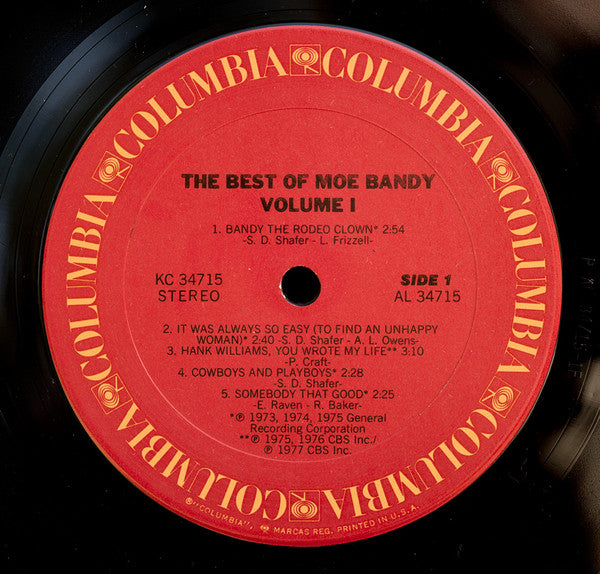 COLUMBIA COLUMBIA COLUMBIA COLUMBIA COLUMBIA COLUMBIA
THE BEST OF MOE BANDY
VOLUME I
1. BANDY THE RODEO CLOWN* 2:54
-S. D. Shafer - L. Frizzell-
KC 34715
STEREO
SIDE 1
AL 34715
2. IT WAS ALWAYS SO EASY (TO FIND AN UNHAPPY
WOMAN)* 2:40 -S. D. Shafer - A. L. Owens-
3. HANK WILLIAMS, YOU WROTE MY LIFE** 3:10
-P. Craft-
4. COWBOYS AND PLAYBOYS* 2:28
-S. D. Shafer-
5. SOMEBODY THAT GOOD* 2:25
-E. Raven - R. Baker-
*℗ 1973, 1974, 1975 General
Recording Corporation
**℗ 1975, 1976 CBS Inc./
℗ 1977 CBS Inc.
®"COLUMBIA", MARCAS REG. PRINTED IN U.S.A.